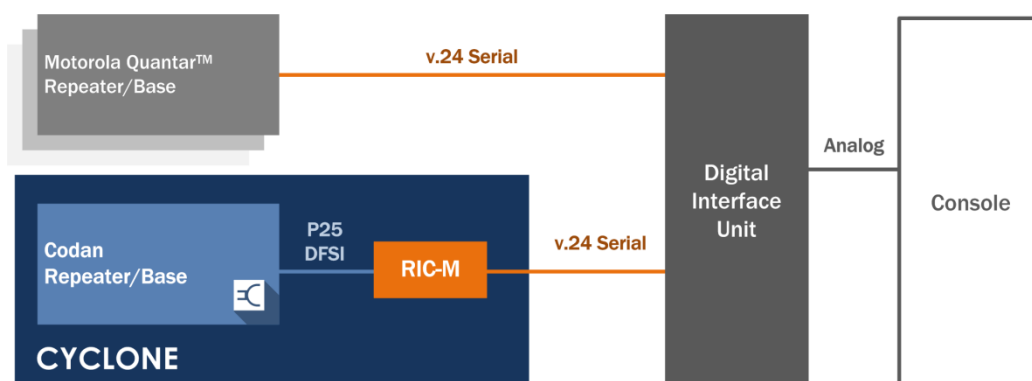 Motorola Quantar™
Repeater/Base
v.24 Serial
Digital
Interface
Unit
Analog
Console
Codan
Repeater/Base
P25
DFSI
RIC-M
v.24 Serial
CYCLONE